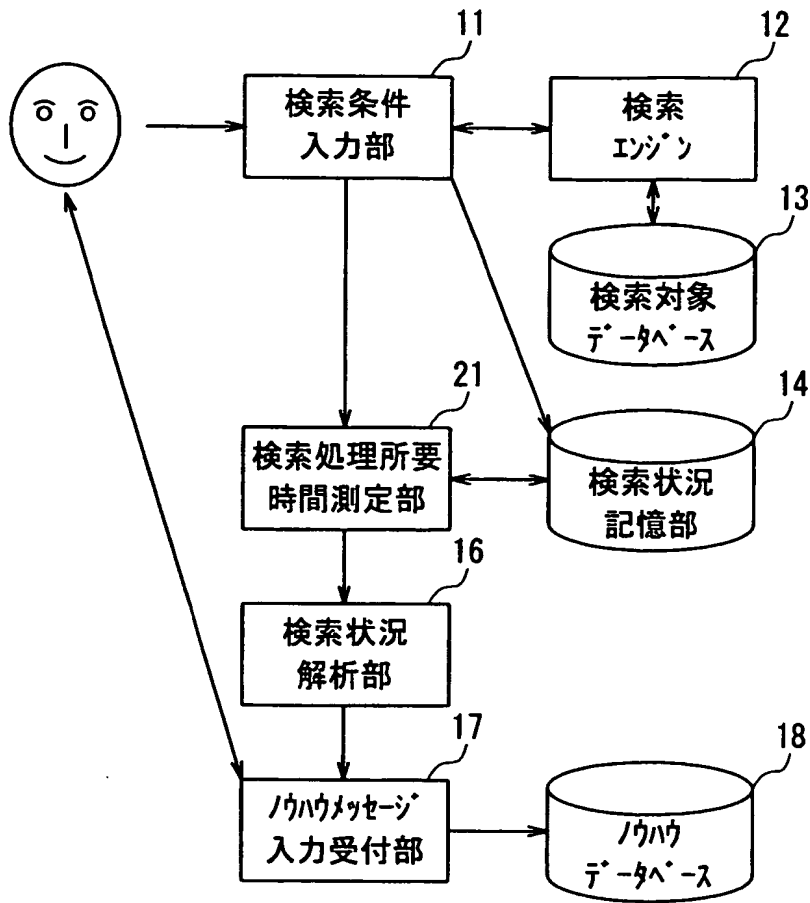 11
検索条件
入力部
12
検索
ｴﾝｼﾞﾝ
13
検索対象
ﾃﾞｰﾀﾍﾞｰｽ
21
検索処理所要
時間測定部
14
検索状況
記憶部
16
検索状況
解析部
17
ﾉｳﾊｳﾒｯｾｰｼﾞ
入力受付部
18
ﾉｳﾊｳ
ﾃﾞｰﾀﾍﾞｰｽ